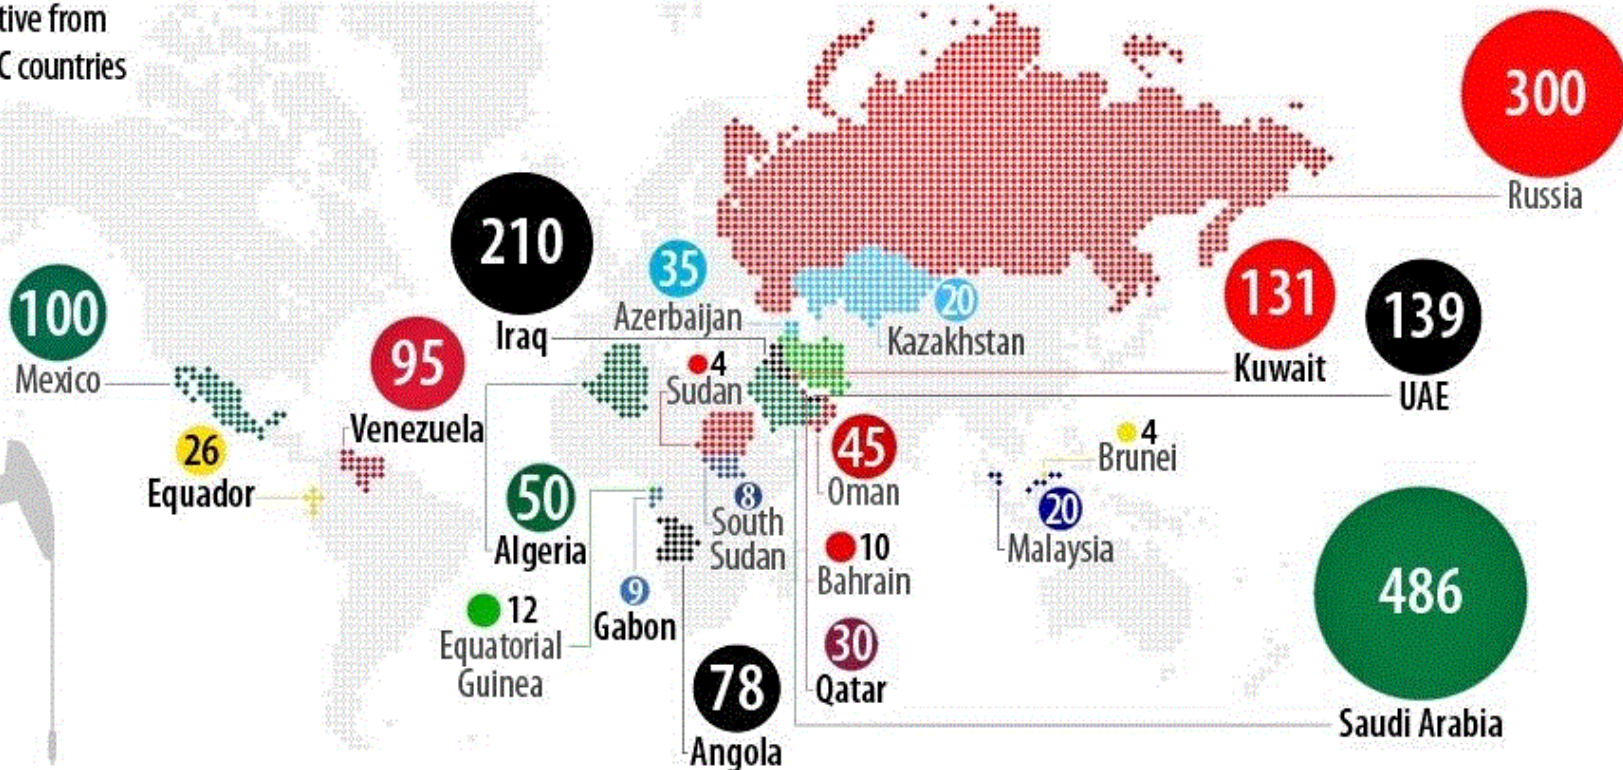 tive from
C countries
300
Russia
210
Iraq
35
Azerbaijan
20
Kazakhstan
131
Kuwait
139
UAE
100
Mexico
95
Venezuela
4
Sudan
26
Equador
45
Oman
4
Brunei
50
Algeria
8
South
Sudan
20
Malaysia
10
Bahrain
486
Saudi Arabia
12
Equatorial
Guinea
9
Gabon
30
Qatar
78
Angola